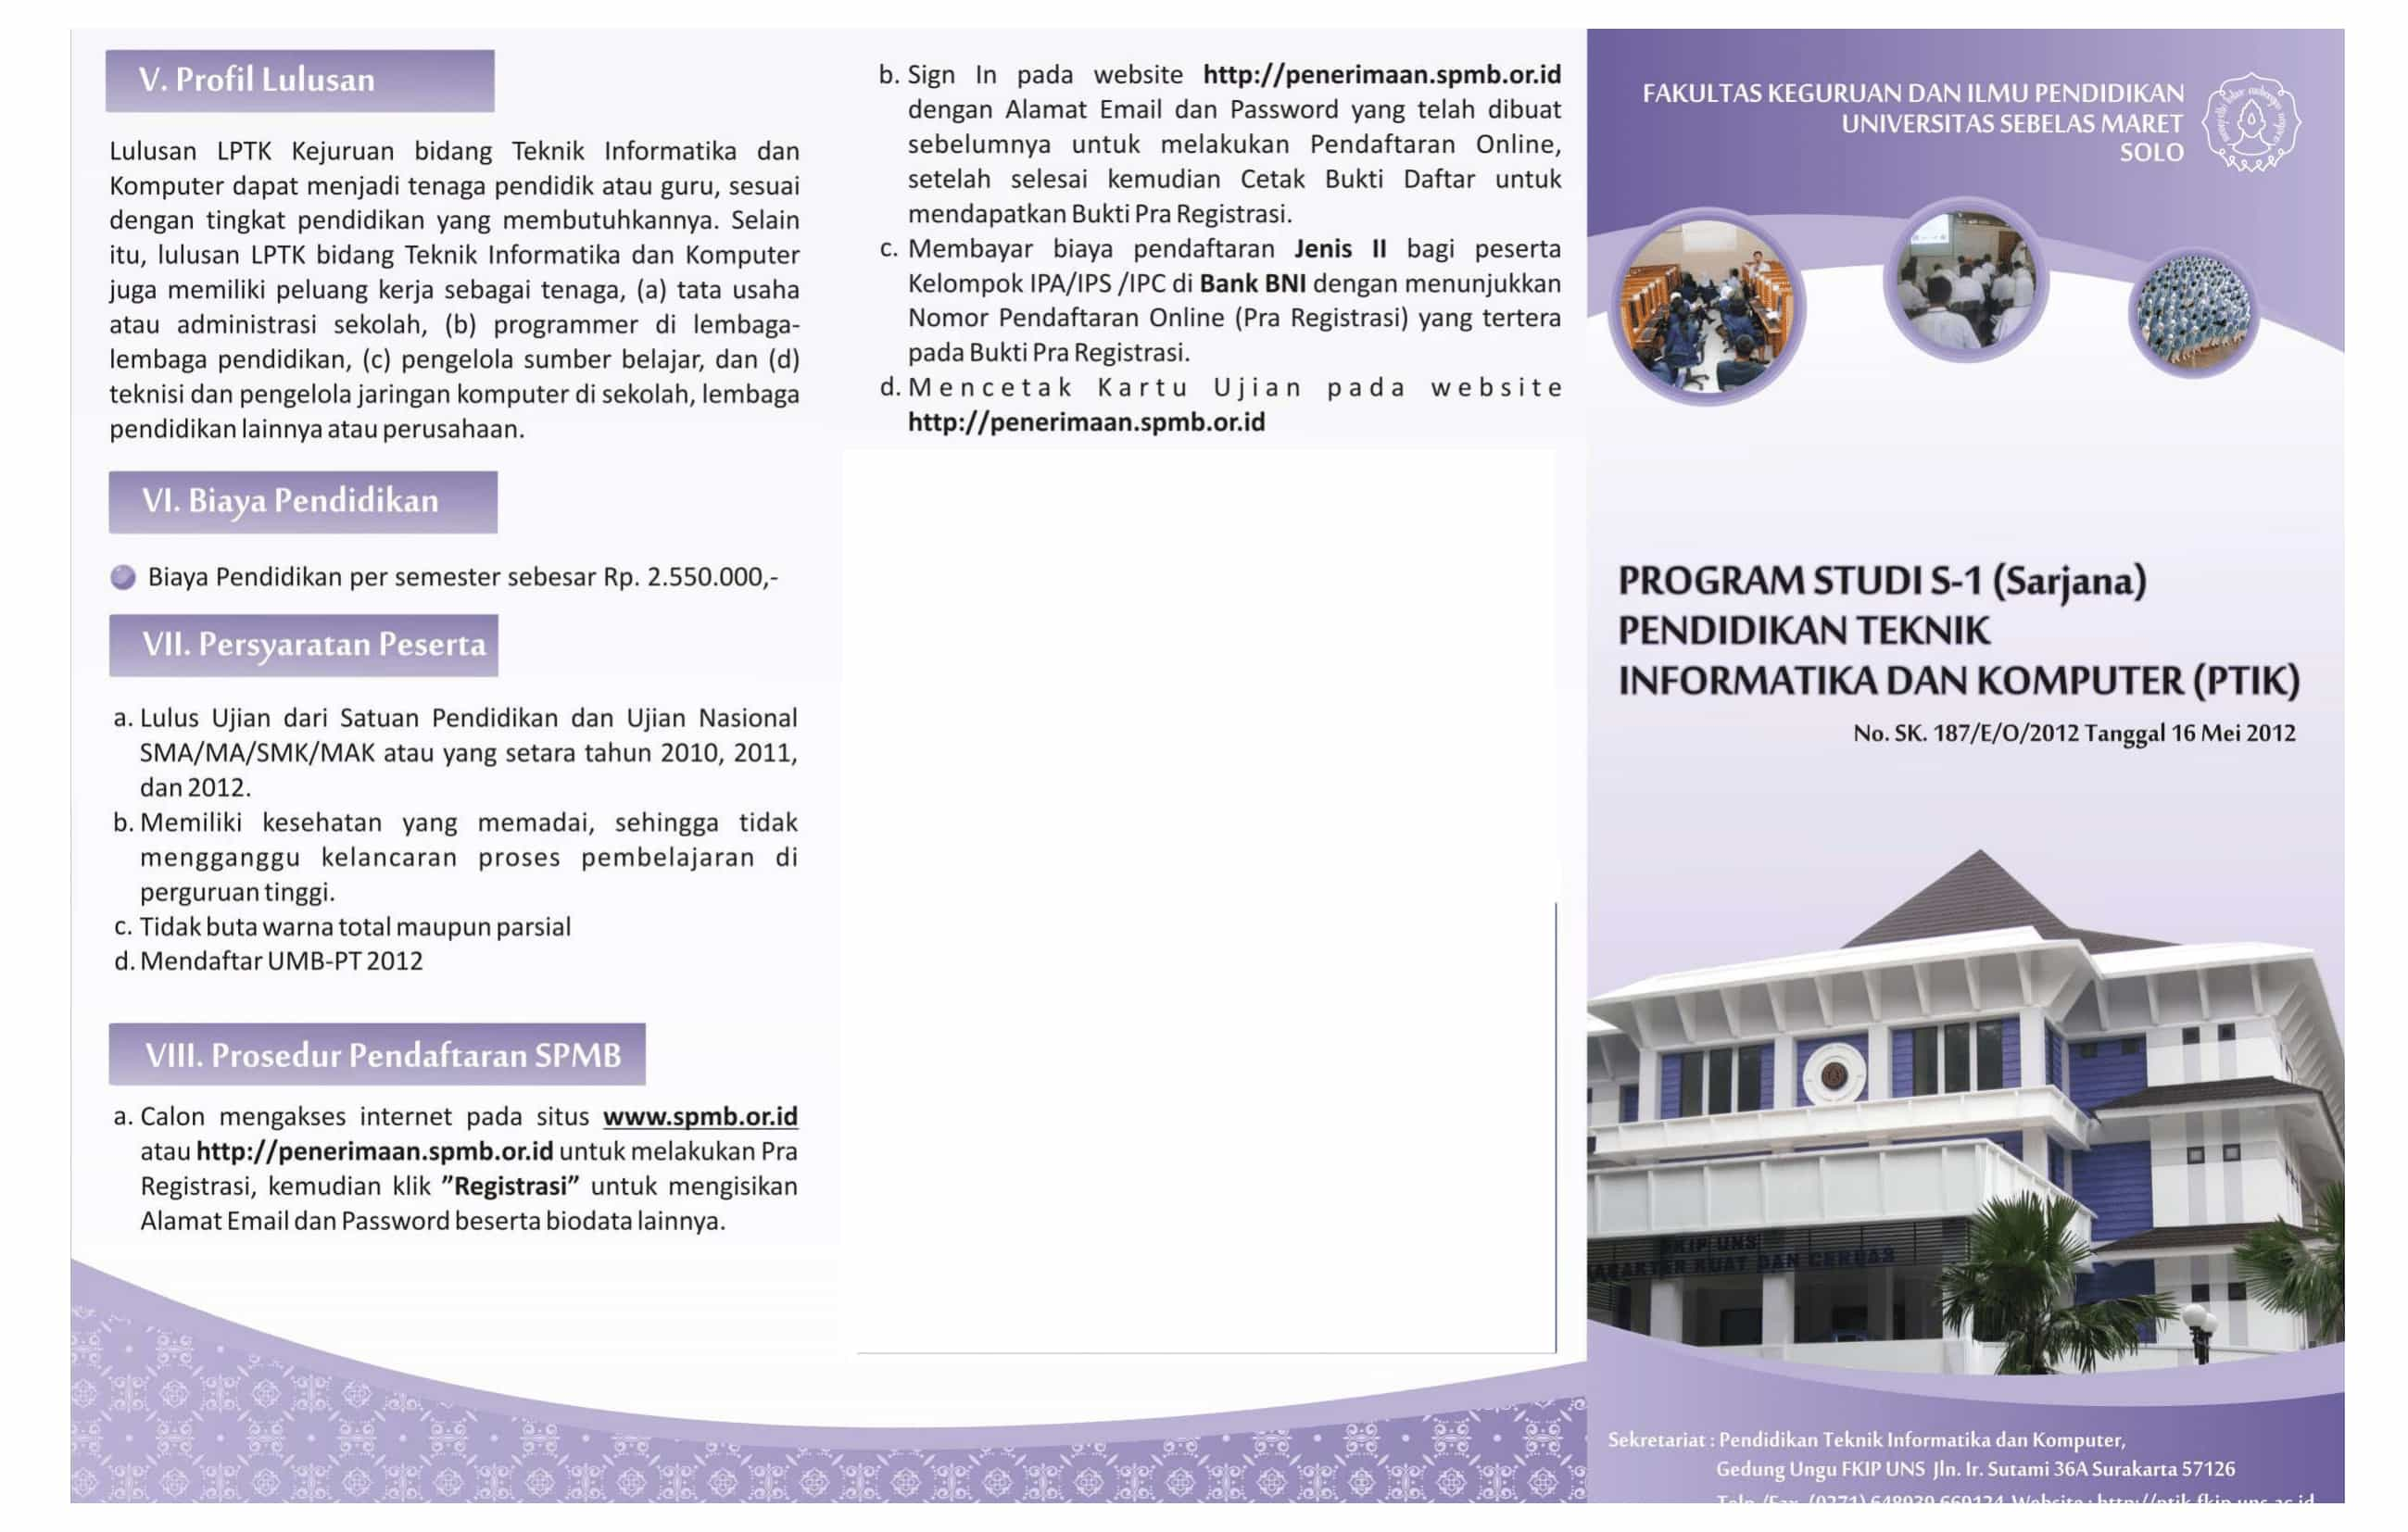 V. Profil Lulusan
Lulusan LPTK Kejuruan bidang Teknik Informatika dan
Komputer dapat menjadi tenaga pendidik atau guru, sesuai
dengan tingkat pendidikan yang membutuhkannya. Selain
itu, lulusan LPTK bidang Teknik Informatika dan Komputer
juga memiliki peluang kerja sebagai tenaga, (a) tata usaha
atau administrasi sekolah, (b) programmer di lembaga-
lembaga pendidikan, (c) pengelola sumber belajar, dan (d)
teknisi dan pengelola jaringan komputer di sekolah, lembaga
pendidikan lainnya atau perusahaan.
VI. Biaya Pendidikan
Biaya Pendidikan per semester sebesar Rp. 2.550.000,-
VII. Persyaratan Peserta
a. Lulus Ujian dari Satuan Pendidikan dan Ujian Nasional
SMA/MA/SMK/MAK atau yang setara tahun 2010, 2011,
dan 2012.
b. Memiliki kesehatan yang memadai, sehingga tidak
mengganggu kelancaran proses pembelajaran di
perguruan tinggi.
c. Tidak buta warna total maupun parsial
d. Mendaftar UMB-PT 2012
VIII. Prosedur Pendaftaran SPMB
a. Calon mengakses internet pada situs www.spmb.or.id
atau http://penerimaan.spmb.or.id untuk melakukan Pra
Registrasi, kemudian klik ”Registrasi” untuk mengisikan
Alamat Email dan Password beserta biodata lainnya.
b. Sign In pada website http://penerimaan.spmb.or.id
dengan Alamat Email dan Password yang telah dibuat
sebelumnya untuk melakukan Pendaftaran Online,
setelah selesai kemudian Cetak Bukti Daftar untuk
mendapatkan Bukti Pra Registrasi.
c. Membayar biaya pendaftaran Jenis II bagi peserta
Kelompok IPA/IPS /IPC di Bank BNI dengan menunjukkan
Nomor Pendaftaran Online (Pra Registrasi) yang tertera
pada Bukti Pra Registrasi.
d. Mencetak Kartu Ujian pada website
http://penerimaan.spmb.or.id
FAKULTAS KEGURUAN DAN ILMU PENDIDIKAN
UNIVERSITAS SEBELAS MARET
SOLO
PROGRAM STUDI S-1 (Sarjana)
PENDIDIKAN TEKNIK
INFORMATIKA DAN KOMPUTER (PTIK)
No. SK. 187/E/O/2012 Tanggal 16 Mei 2012
FKIP UNS
KUAT DAN CERDAS
Sekretariat : Pendidikan Teknik Informatika dan Komputer,
Gedung Ungu FKIP UNS Jln. Ir. Sutami 36A Surakarta 57126
Website : http://ptik.fkip.uns.ac.id